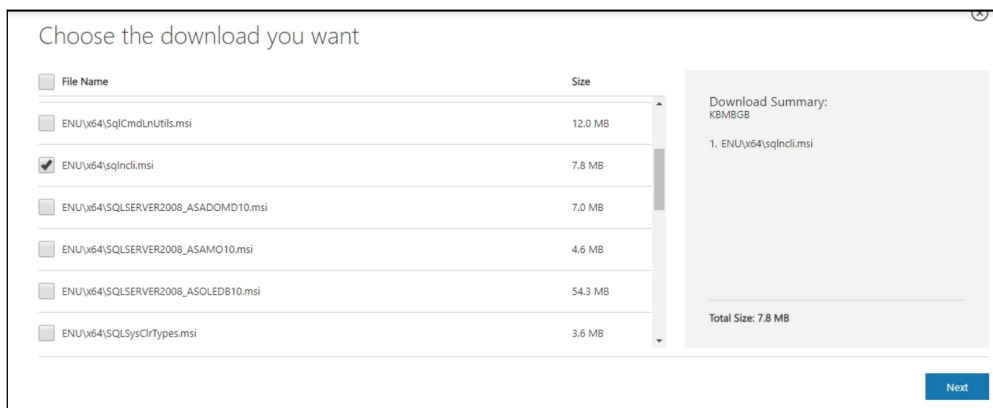 Choose the download you want
File Name Size
ENU\x64\SqlCmdLnUtils.msi 12.0 MB
ENU\x64\sqlncli.msi 7.8 MB
ENU\x64\SQLSERVER2008_ASADOMD10.msi 7.0 MB
ENU\x64\SQLSERVER2008_ASAMO10.msi 4.6 MB
ENU\x64\SQLSERVER2008_ASOLEDB10.msi 54.3 MB
ENU\x64\SQLSysClrTypes.msi 3.6 MB
Download Summary:
KBMBGB
1. ENU\x64\sqlncli.msi
Total Size: 7.8 MB
Next